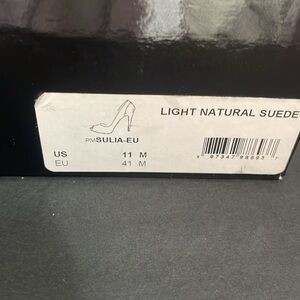 LIGHT NATURAL SUEDE
PMSULIA-EU
US 11 M
EU 41 M